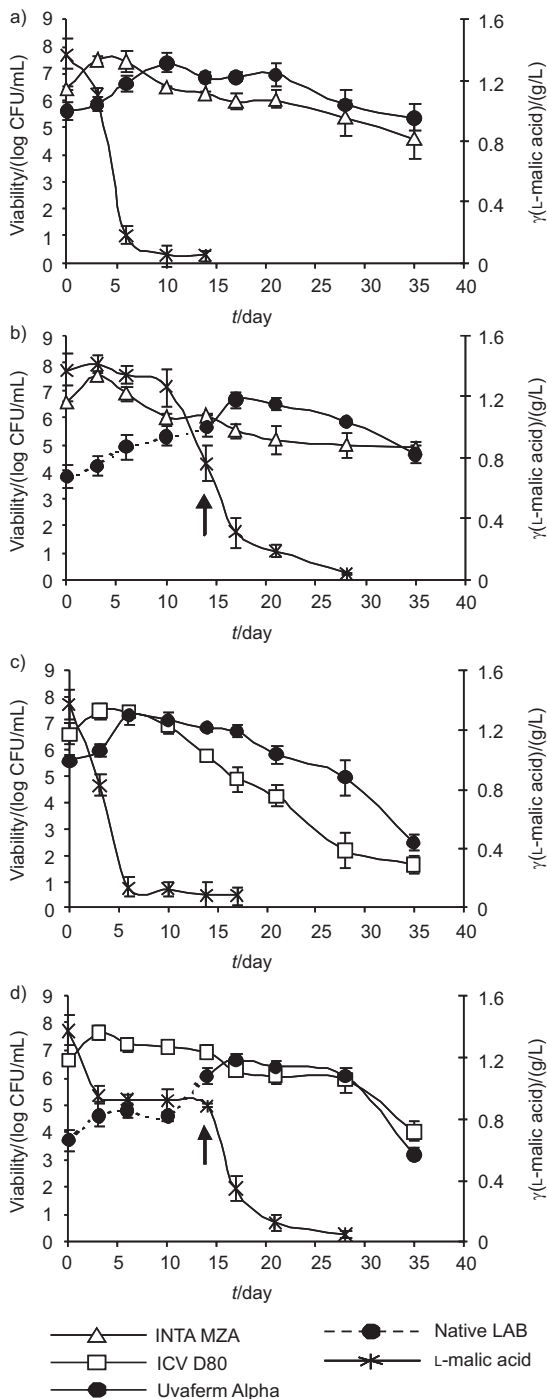 a)
9
8
7
6
5
4
3
2
1
0
Viability/(log CFU/mL)
1.6
1.2
0.8
0.4
0
γ(L-malic acid)/(g/L)
0 5 10 15 20 25 30 35 40
t/day
b)
9
8
7
6
5
4
3
2
1
0
Viability/(log CFU/mL)
1.6
1.2
0.8
0.4
0
γ(L-malic acid)/(g/L)
0 5 10 15 20 25 30 35 40
t/day
c)
9
8
7
6
5
4
3
2
1
0
Viability/(log CFU/mL)
1.6
1.2
0.8
0.4
0
γ(L-malic acid)/(g/L)
0 5 10 15 20 25 30 35 40
t/day
d)
9
8
7
6
5
4
3
2
1
0
Viability/(log CFU/mL)
1.6
1.2
0.8
0.4
0
γ(L-malic acid)/(g/L)
0 5 10 15 20 25 30 35 40
t/day
INTA MZA
ICV D80
Uvaferm Alpha
Native LAB
L-malic acid